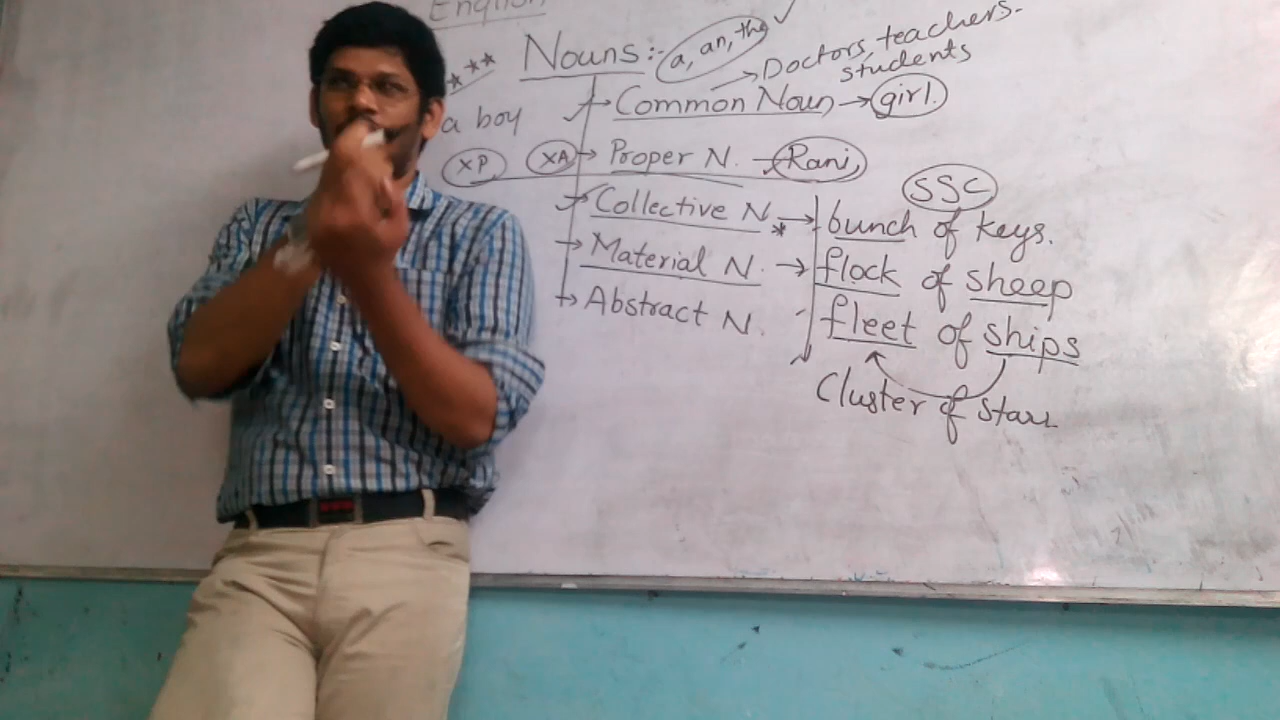 English
Nouns:- a, an, the
Doctors, teachers.
students
a boy
Common Noun → girl.
XP XA → Proper N. → Rani,
SSC
Collective N. → bunch of keys.
Material N. → flock of sheep
Abstract N. fleet of ships
Cluster of stars